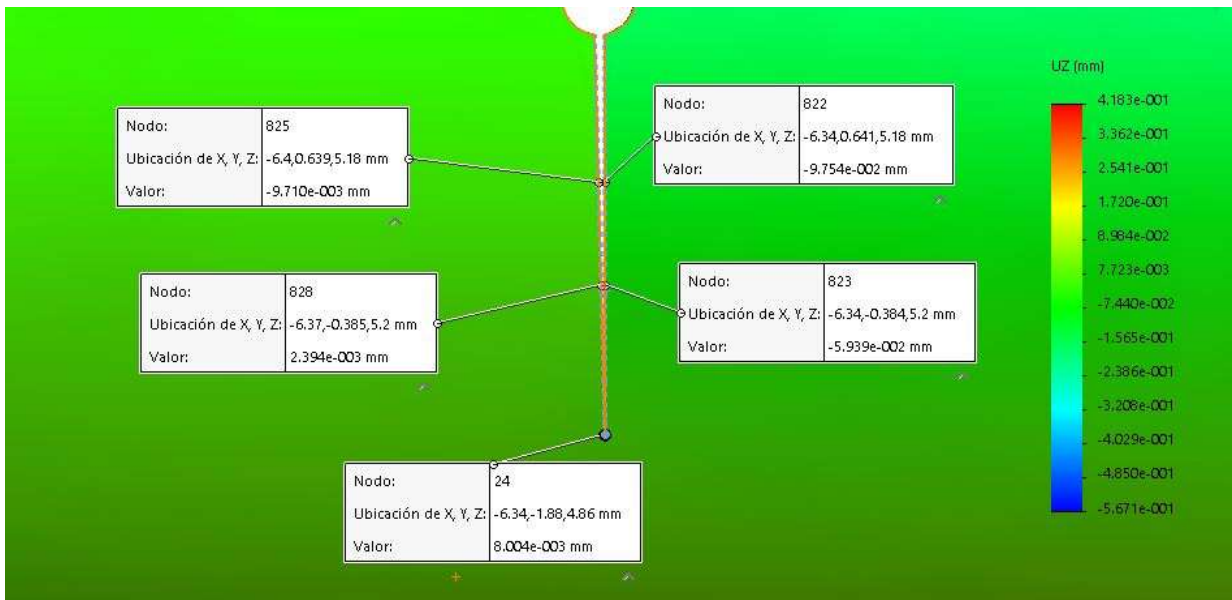 Nodo: 825
Ubicación de X, Y, Z: -6.4,0.639,5.18 mm
Valor: -9.710e-003 mm
Nodo: 822
Ubicación de X, Y, Z: -6.34,0.641,5.18 mm
Valor: -9.754e-002 mm
Nodo: 828
Ubicación de X, Y, Z: -6.37,-0.385,5.2 mm
Valor: 2.394e-003 mm
Nodo: 823
Ubicación de X, Y, Z: -6.34,-0.384,5.2 mm
Valor: -5.939e-002 mm
Nodo: 24
Ubicación de X, Y, Z: -6.34,-1.88,4.86 mm
Valor: 8.004e-003 mm
UZ (mm)
4.183e-001
3.362e-001
2.541e-001
1.720e-001
8.984e-002
7.723e-003
-7.440e-002
-1.565e-001
-2.386e-001
-3.208e-001
-4.029e-001
-4.850e-001
-5.671e-001